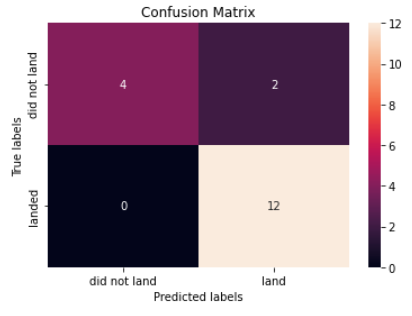 Confusion Matrix
True labels
did not land
4
2
landed
0
12
did not land
land
Predicted labels
12
10
8
6
4
2
0